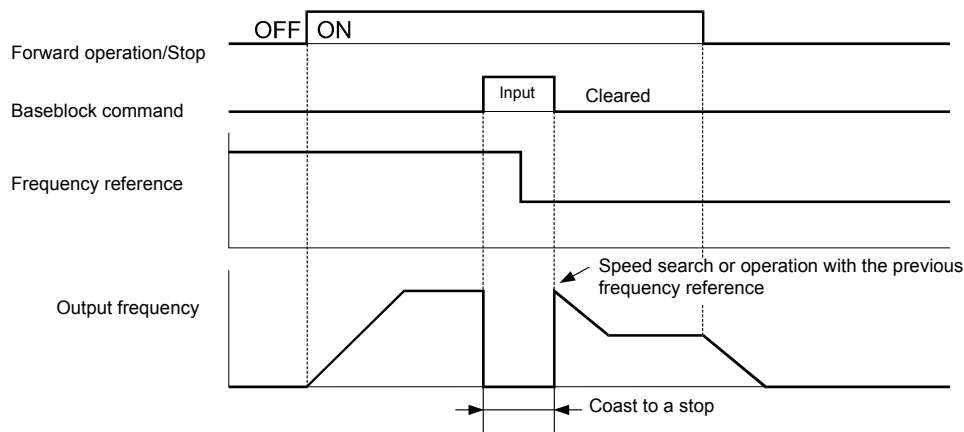 OFF ON
Forward operation/Stop
Input
Cleared
Baseblock command
Frequency reference
Speed search or operation with the previous
frequency reference
Output frequency
Coast to a stop